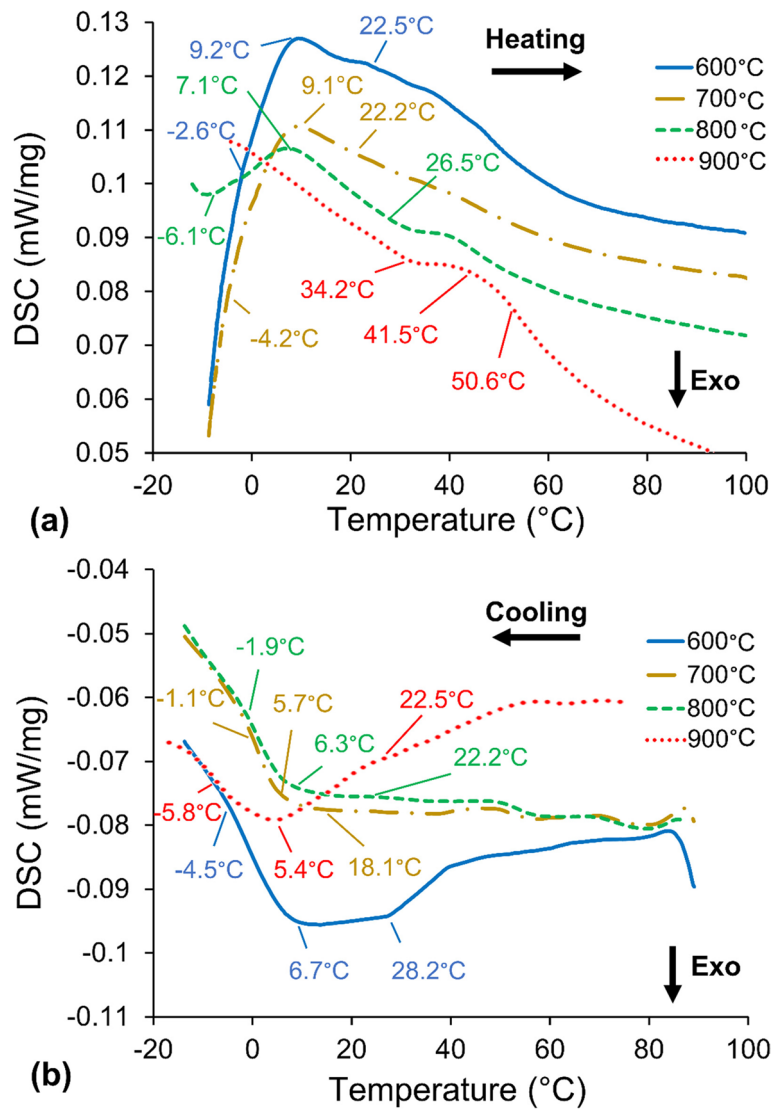 0.13
0.12
0.11
0.1
0.09
0.08
0.07
0.06
0.05
DSC (mW/mg)
9.2°C
22.5°C
Heating
7.1°C
9.1°C
600°C
700°C
800°C
900°C
-2.6°C
22.2°C
26.5°C
-6.1°C
34.2°C
-4.2°C
41.5°C
50.6°C
Exo
-20
0
20
40
60
80
100
(a)
Temperature (°C)
-0.04
-0.05
-0.06
-0.07
-0.08
-0.09
-0.1
-0.11
DSC (mW/mg)
Cooling
600°C
700°C
800°C
900°C
-1.9°C
-1.1°C
5.7°C
22.5°C
6.3°C
22.2°C
-5.8°C
-4.5°C
5.4°C
18.1°C
6.7°C
28.2°C
Exo
-20
0
20
40
60
80
100
(b)
Temperature (°C)